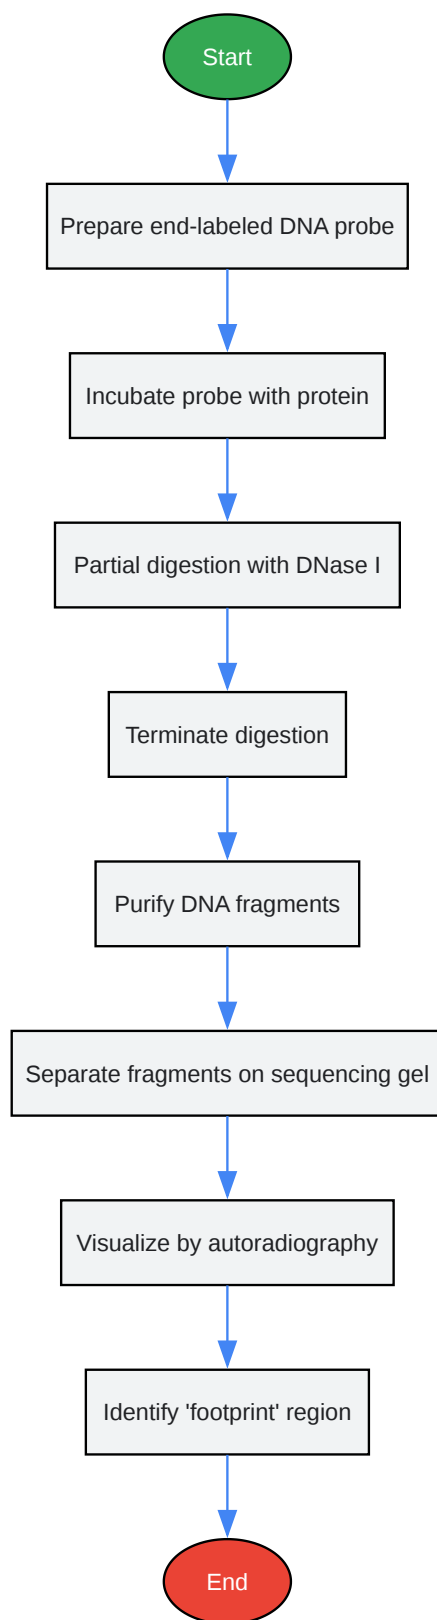 Start
Prepare end-labeled DNA probe
Incubate probe with protein
Partial digestion with DNase I
Terminate digestion
Purify DNA fragments
Separate fragments on sequencing gel
Visualize by autoradiography
Identify 'footprint' region
End